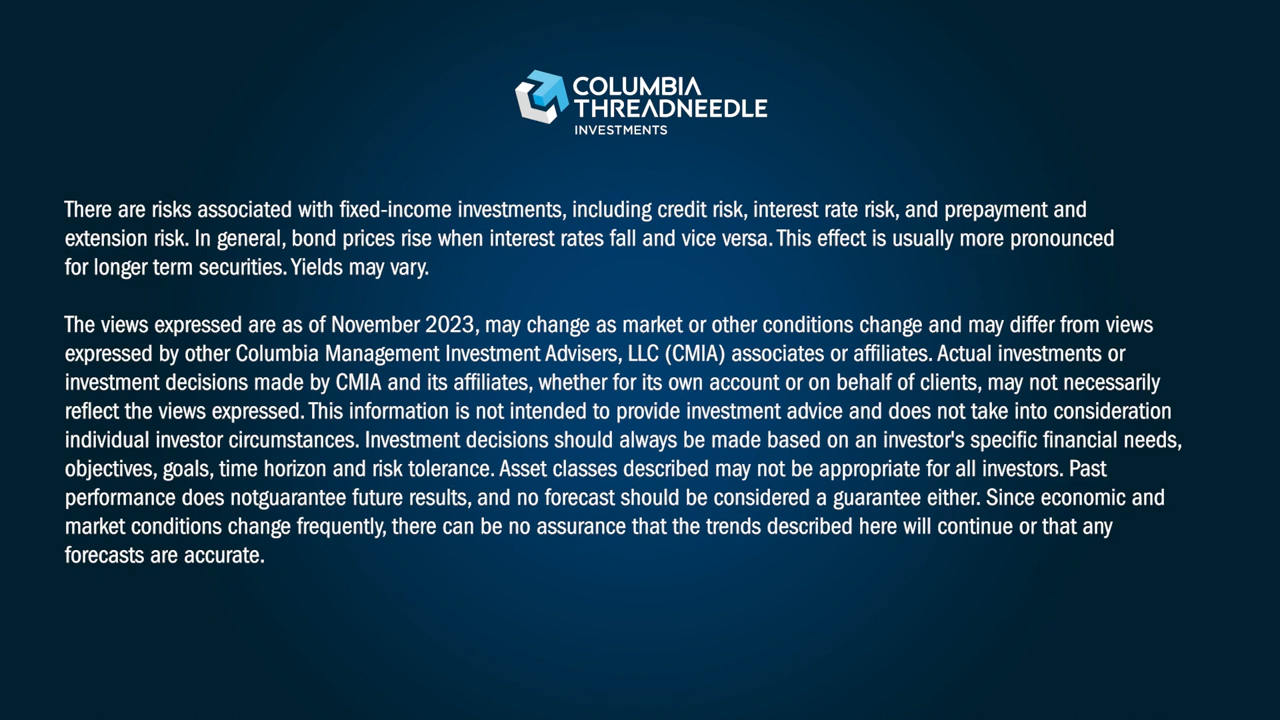 COLUMBIA
THREADNEEDLE
INVESTMENTS
There are risks associated with fixed-income investments, including credit risk, interest rate risk, and prepayment and
extension risk. In general, bond prices rise when interest rates fall and vice versa. This effect is usually more pronounced
for longer term securities. Yields may vary.
The views expressed are as of November 2023, may change as market or other conditions change and may differ from views
expressed by other Columbia Management Investment Advisers, LLC (CMIA) associates or affiliates. Actual investments or
investment decisions made by CMIA and its affiliates, whether for its own account or on behalf of clients, may not necessarily
reflect the views expressed. This information is not intended to provide investment advice and does not take into consideration
individual investor circumstances. Investment decisions should always be made based on an investor's specific financial needs,
objectives, goals, time horizon and risk tolerance. Asset classes described may not be appropriate for all investors. Past
performance does notguarantee future results, and no forecast should be considered a guarantee either. Since economic and
market conditions change frequently, there can be no assurance that the trends described here will continue or that any
forecasts are accurate.